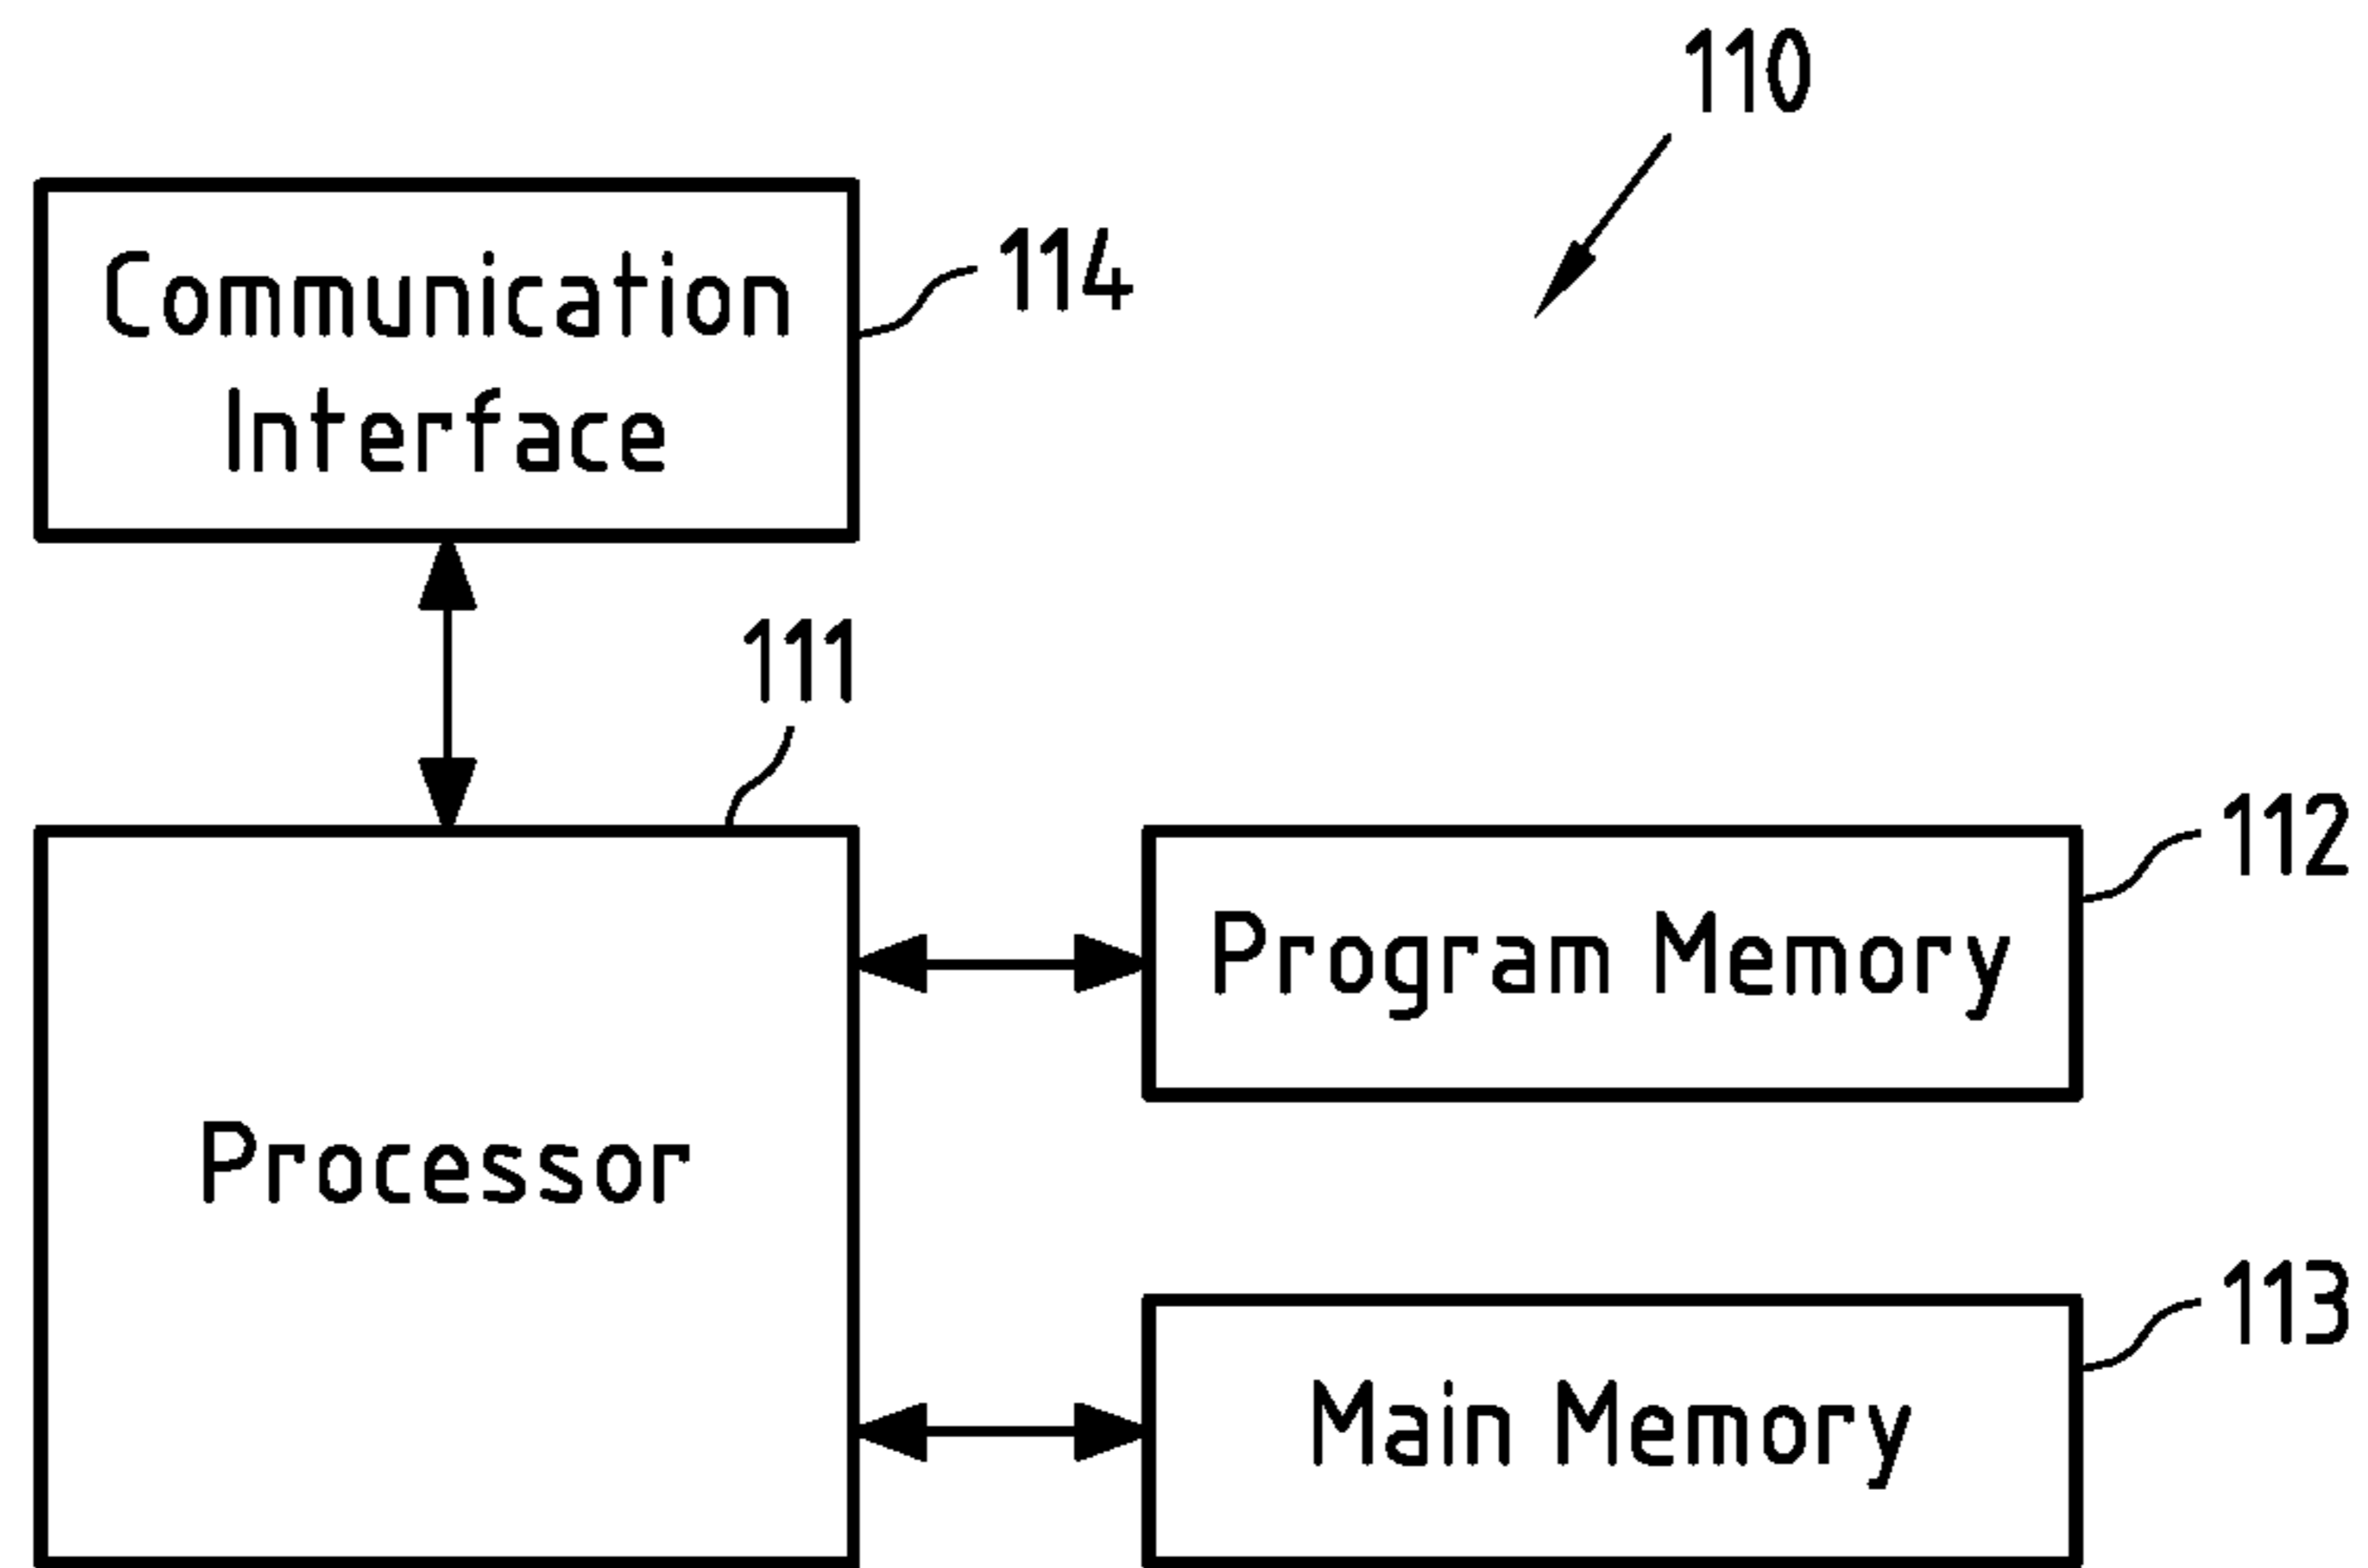 110
Communication
Interface
114
111
Processor
Program Memory
112
Main Memory
113